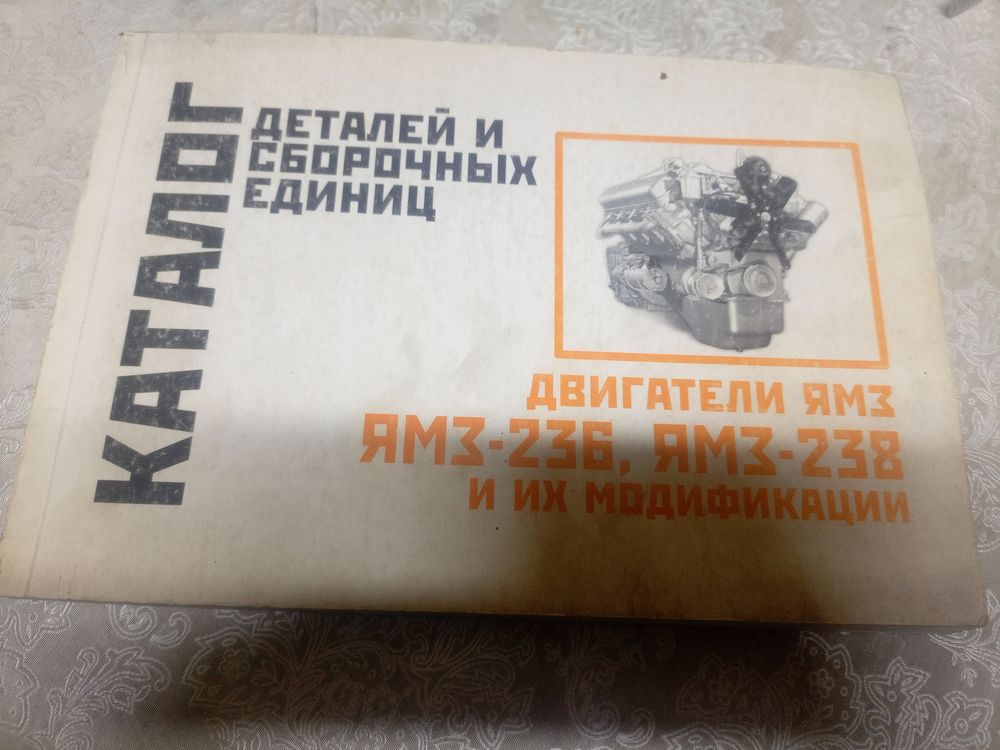 КАТАЛОГ
ДЕТАЛЕЙ И
СБОРОЧНЫХ
ЕДИНИЦ
ДВИГАТЕЛИ ЯМЗ
ЯМЗ-236, ЯМЗ-238
И ИХ МОДИФИКАЦИИ